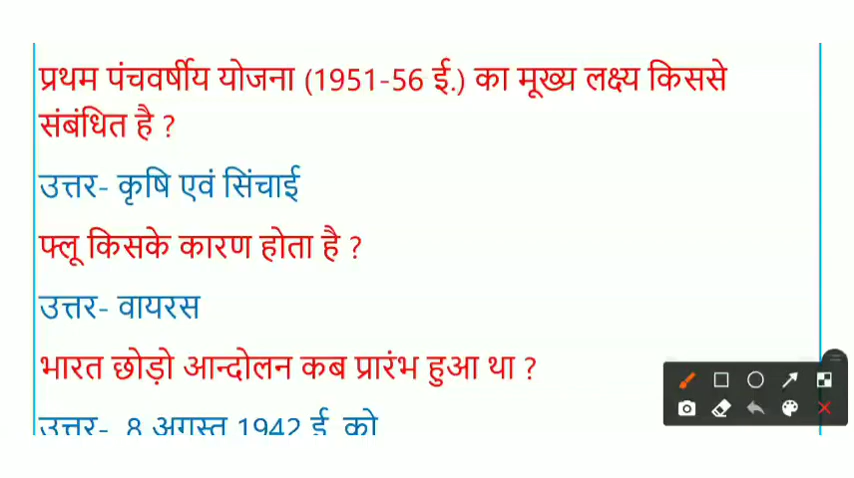 प्रथम पंचवर्षीय योजना (1951-56 ई.) का मूख्य लक्ष्य किससे
संबंधित है ?
उत्तर- कृषि एवं सिंचाई
फ्लू किसके कारण होता है ?
उत्तर- वायरस
भारत छोड़ो आन्दोलन कब प्रारंभ हुआ था ?
उत्तर- 8 अगस्त 1942 ई. को